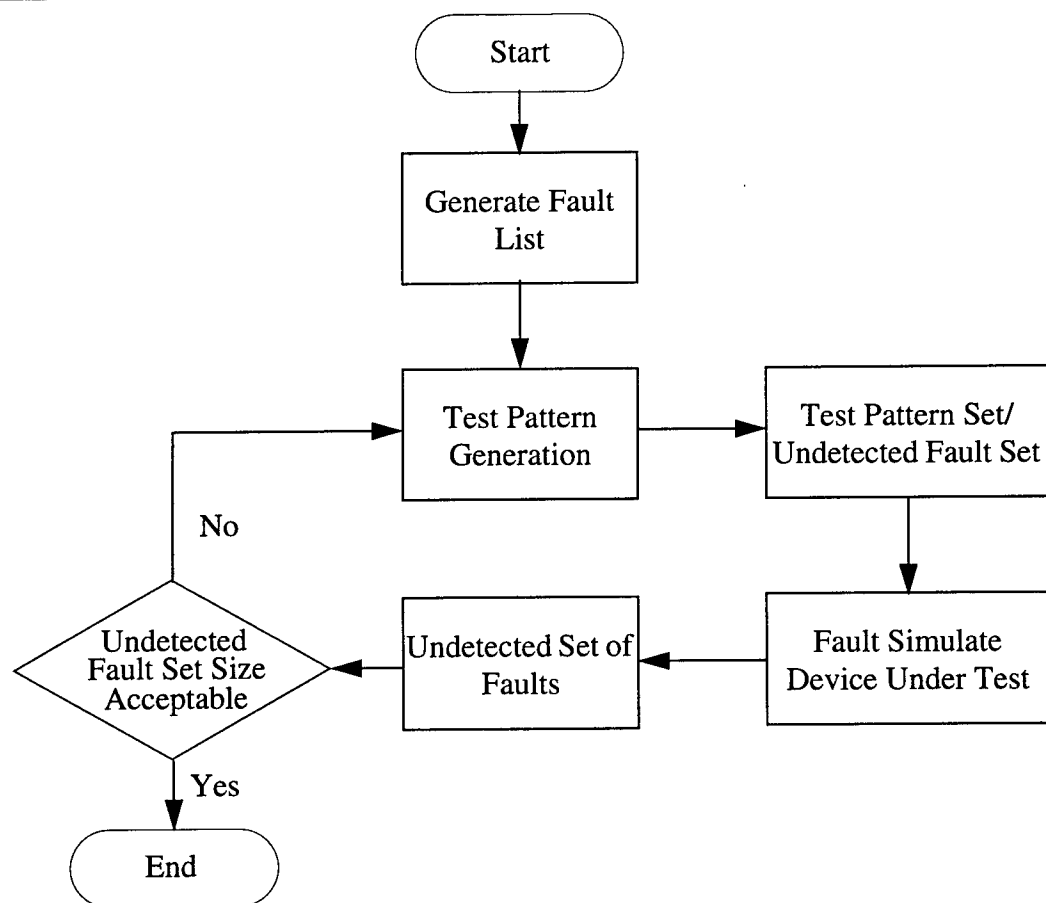 Start
Generate Fault
List
Test Pattern
Generation
Test Pattern Set/
Undetected Fault Set
Fault Simulate
Device Under Test
Undetected Set of
Faults
Undetected
Fault Set Size
Acceptable
No
Yes
End